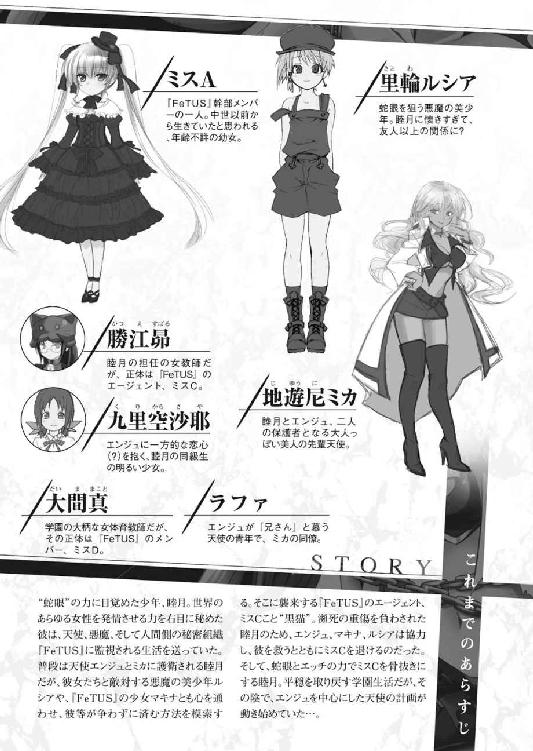 ミスA
『FeTUS』幹部メンバ
ーの一人。中世以前か
ら生きていたと思われる、
年齢不詳の幼女。
さとわ
里輪ルシア
蛇眼を狙う悪魔の美少
年。睦月に懐きすぎて、
友人以上の関係に?
かつえ すばる
勝江昴
睦月の担任の女教師だ
が、正体は『FeTUS』の
エージェント、ミスC。
くりから さや
九里空沙耶
エンジュに一方的な恋心
(?)を抱く、睦月の同級生
の明るい少女。
じゆうに
地遊尼ミカ
睦月とエンジュ、二人
の保護者となる大人っ
ぽい美人の先輩天使。
たいま まこと
大間真
学園の大柄な女体育教師だが、
その正体は『FeTUS』のメン
バー、ミスD。
ラファ
エンジュが「兄さん」と慕う
天使の青年で、ミカの同僚。
STORY
これまでのあらすじ
“蛇眼”の力に目覚めた少年、睦月。世界の
あらゆる女性を発情させる力を右目に秘めた
彼は、天使、悪魔、そして人間側の秘密組織
『FeTUS』に監視される生活を送っていた。
普段は天使エンジュとミカに護衛される睦月
だが、彼女たちと敵対する悪魔の美少年ル
シアや、『FeTUS』の少女マキナとも心を通
わせ、彼等が争わずに済む方法を模索す
る。そこに襲来する『FeTUS』のエージェント、
ミスCこと“黒猫”。瀕死の重傷を負わされた
睦月のため、エンジュ、マキナ、ルシアは協力
し、彼を救うとともにミスCを退けるのだった。
そして、蛇眼とエッチの力でミスCを骨抜きに
する睦月。平穏を取り戻す学園生活だが、そ
の陰で、エンジュを中心にした天使の計画が
動き始めていた…。